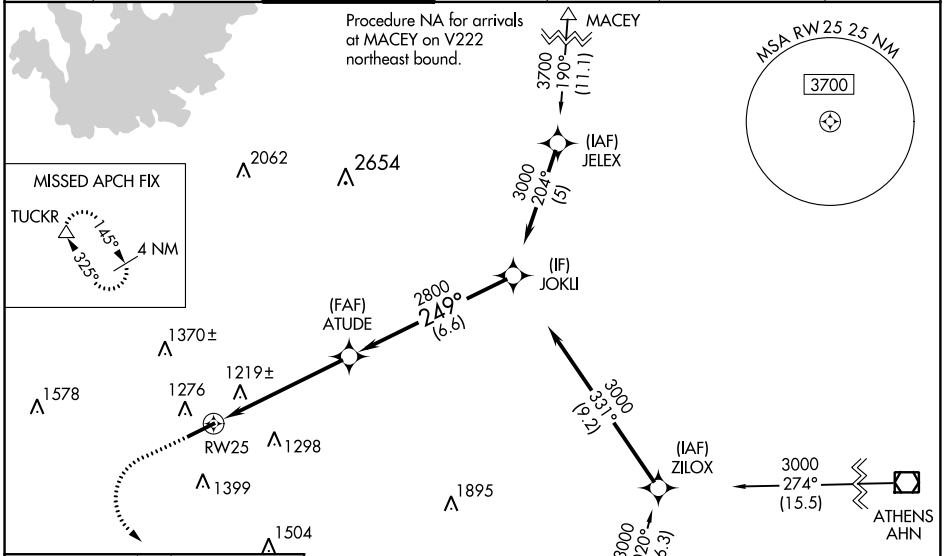 Procedure NA for arrivals
at MACEY on V222
northeast bound.
MACEY
3700
190°
(11.1)
MSA RW25 25 NM
3700
(IAF)
JELEX
2062
2654
3000
204°
(5)
MISSED APCH FIX
TUCKR
145°
4 NM
325°
(IF)
JOKLI
2800
249°
(6.6)
(FAF)
ATUDE
1370±
1219±
1578
1276
RW25
1298
1399
1504
1895
3000
331°
(9.2)
(IAF)
ZILOX
3000
274°
(15.5)
ATHENS
AHN
3000